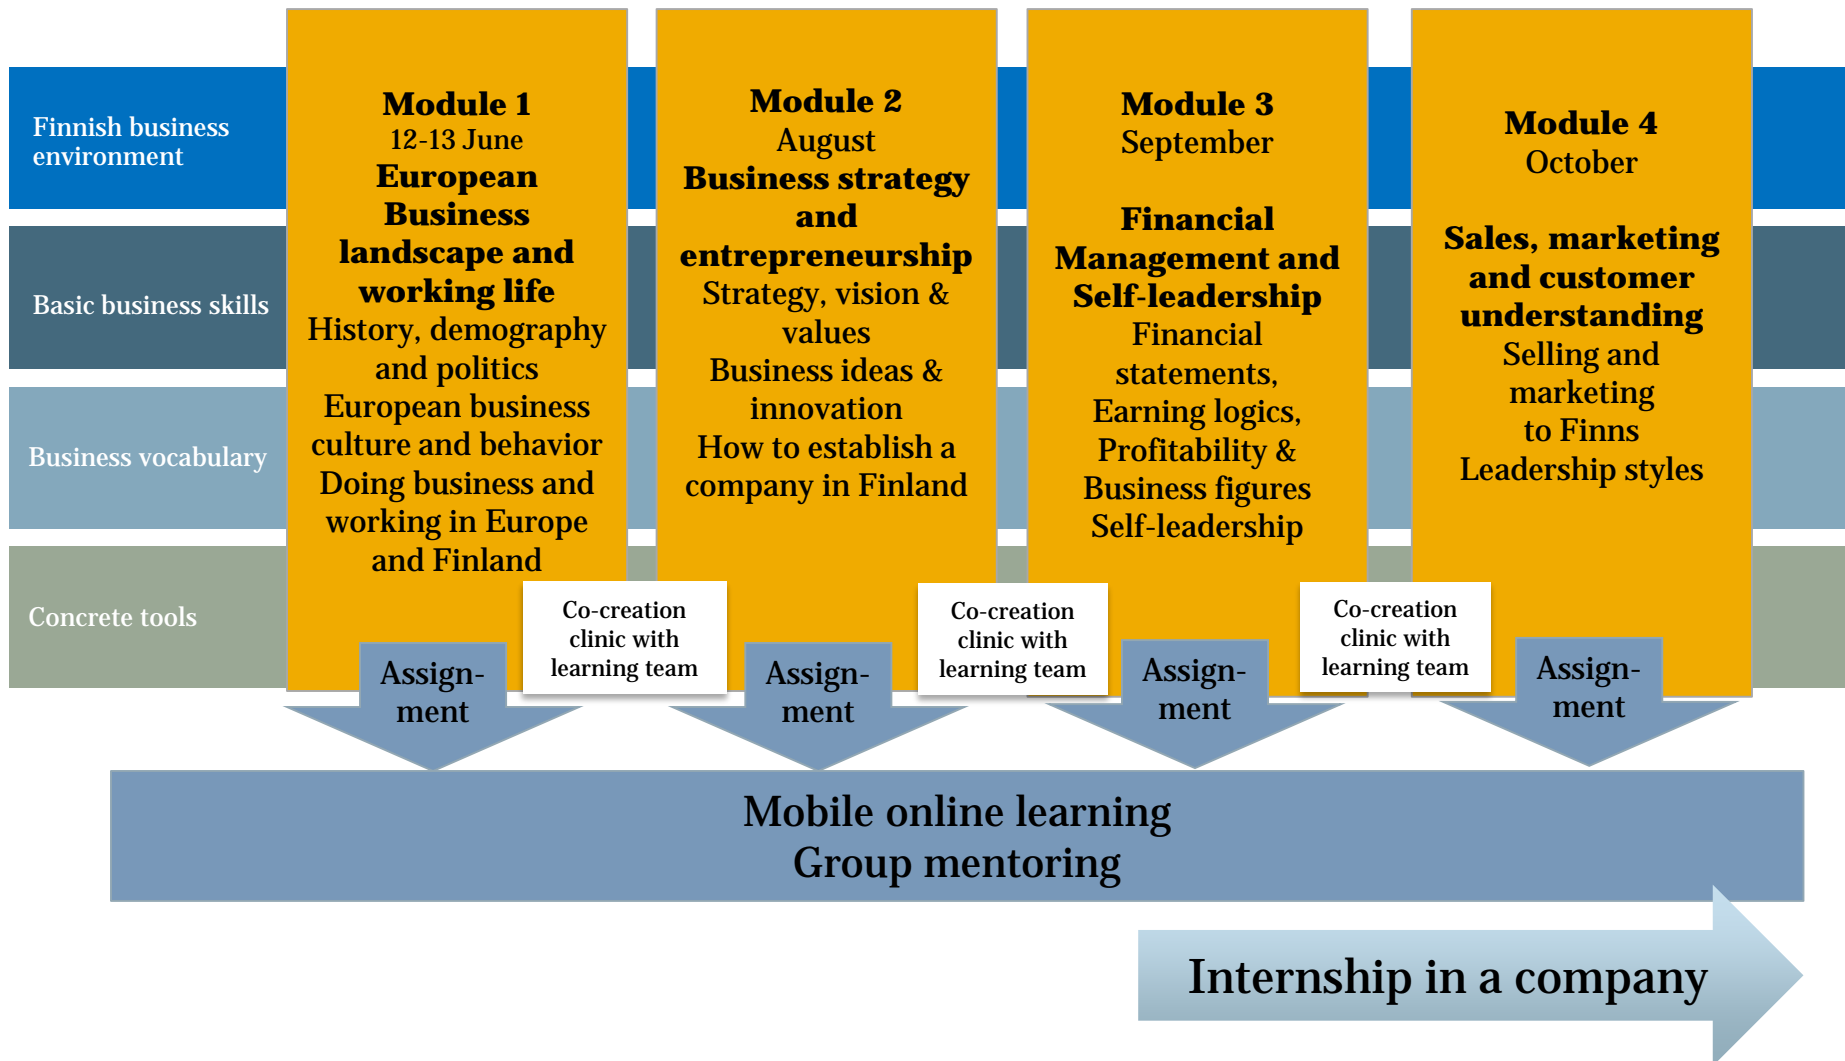 Finnish business
environment
Basic business skills
Business vocabulary
Concrete tools
Module 1
12-13 June
European
Business
landscape and
working life
History, demography
and politics
European business
culture and behavior
Doing business and
working in Europe
and Finland
Module 2
August
Business strategy
and
entrepreneurship
Strategy, vision &
values
Business ideas &
innovation
How to establish a
company in Finland
Module 3
September
Financial
Management and
Self-leadership
Financial
statements,
Earning logics,
Profitability &
Business figures
Self-leadership
Module 4
October
Sales, marketing
and customer
understanding
Selling and
marketing
to Finns
Leadership styles
Co-creation
clinic with
learning team
Co-creation
clinic with
learning team
Co-creation
clinic with
learning team
Assign-
ment
Assign-
ment
Assign-
ment
Assign-
ment
Mobile online learning
Group mentoring
Internship in a company